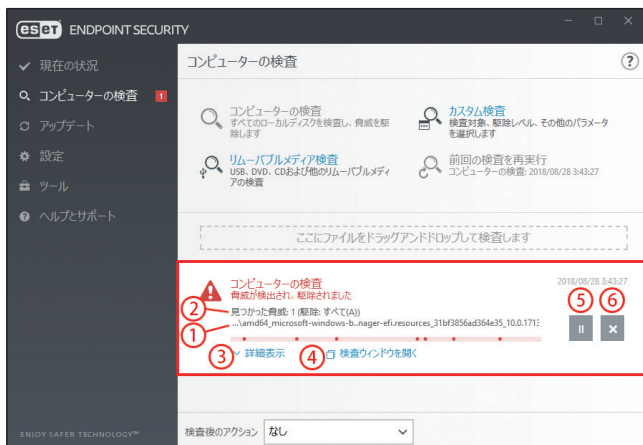 eset ENDPOINT SECURITY
現在の状況
コンピューターの検査 1
アップデート
設定
ツール
ヘルプとサポート
ENJOY SAFER TECHNOLOGY™
コンピューターの検査
?
コンピューターの検査
すべてのローカルディスクを検査し、脅威を駆
除します
カスタム検査
検査対象、駆除レベル、その他のパラメータ
を選択します
リムーバブルメディア検査
USB、DVD、CDおよび他のリムーバブルメディ
アの検査
前回の検査を再実行
コンピューターの検査: 2018/08/28 3:43:27
ここにファイルをドラッグアンドドロップして検査します
コンピューターの検査
2018/08/28 3:43:27
脅威が検出され、駆除されました
② 見つかった脅威: 1 (駆除: すべて(A))
⑤ ⑥
① ...\amd64_microsoft-windows-b..nager-efi.resources_31bf3856ad364e35_10.0.1713
③ 詳細表示
④ 検査ウィンドウを開く
検査後のアクション なし